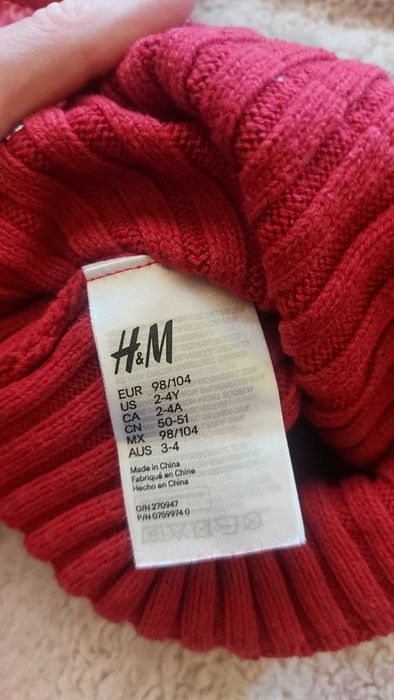 H&M
EUR 98/104
US 2-4Y
CA 2-4A
CN 50-51
MX 98/104
AUS 3-4
Made in China
Fabriqué en Chine
Hecho en China
O/N 270947
P/N 0759974 0